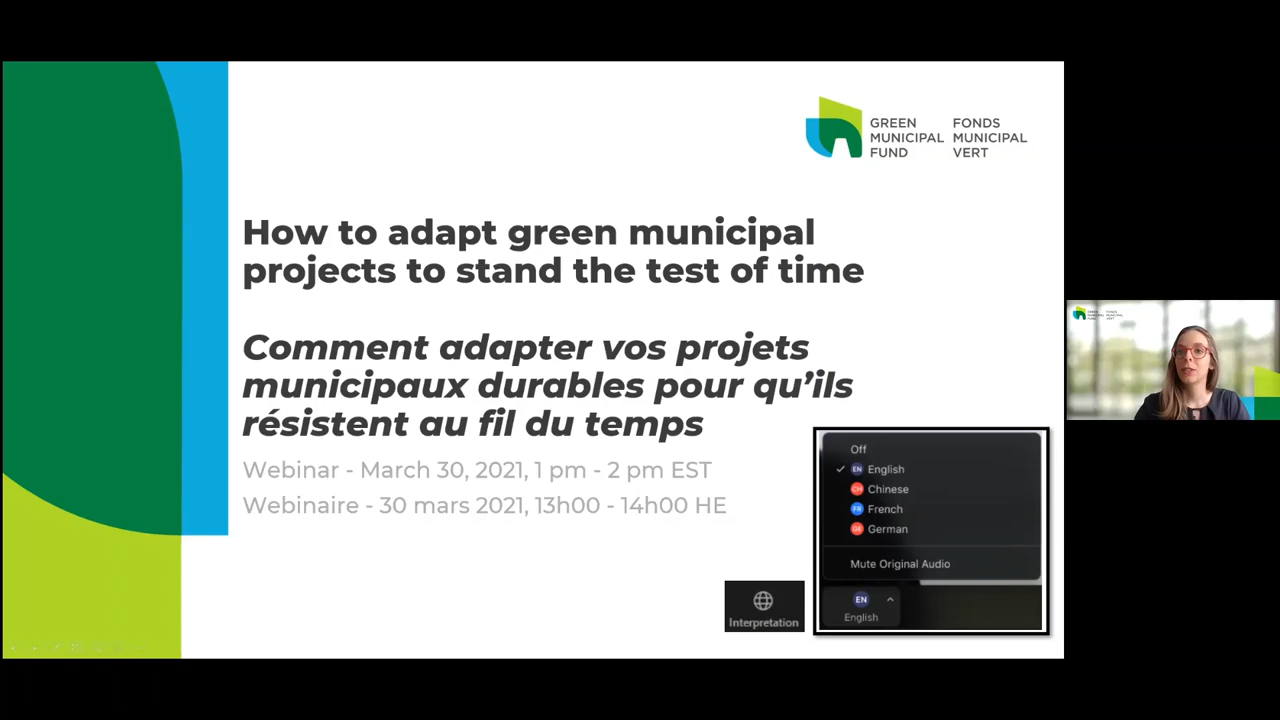 GREEN
MUNICIPAL
FUND
FONDS
MUNICIPAL
VERT
How to adapt green municipal
projects to stand the test of time
Comment adapter vos projets
municipaux durables pour qu’ils
résistent au fil du temps
Webinar - March 30, 2021, 1 pm - 2 pm EST
Webinaire - 30 mars 2021, 13h00 - 14h00 HE
Off
EN English
CH Chinese
FR French
GE German
Mute Original Audio
EN
English
Interpretation